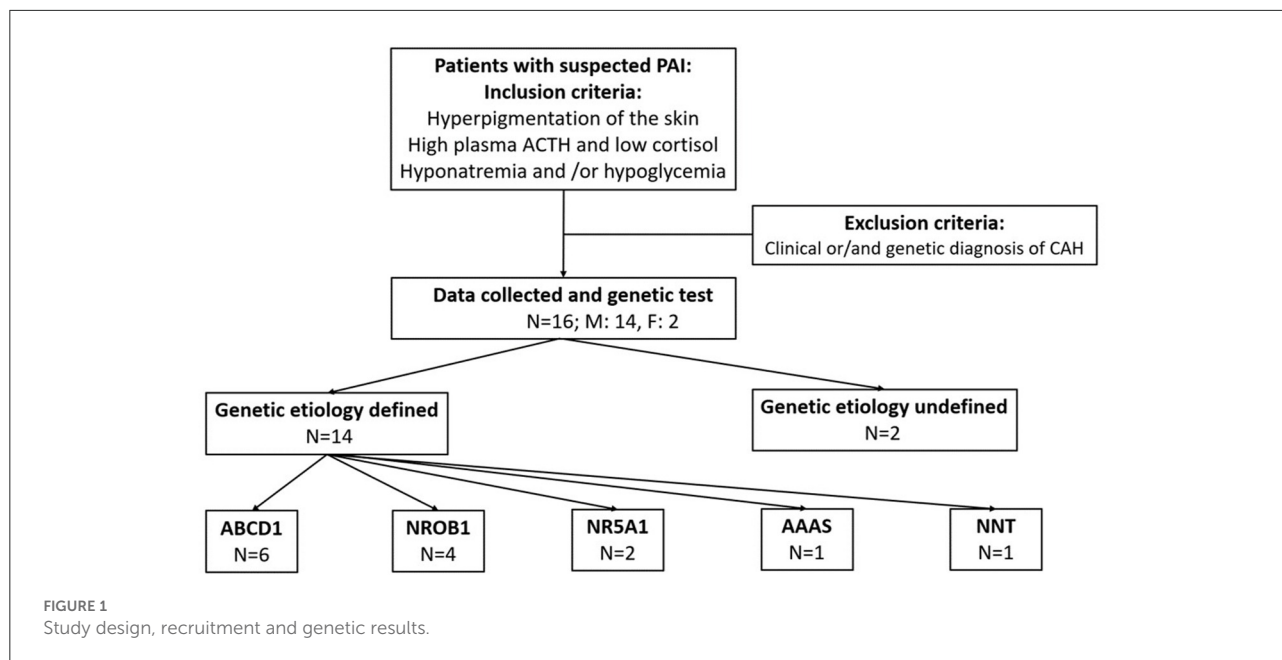 Patients with suspected PAI:
Inclusion criteria:
Hyperpigmentation of the skin
High plasma ACTH and low cortisol
Hyponatremia and /or hypoglycemia
Exclusion criteria:
Clinical or/and genetic diagnosis of CAH
Data collected and genetic test
N=16; M: 14, F: 2
Genetic etiology defined
N=14
Genetic etiology undefined
N=2
ABCD1
N=6
NROB1
N=4
NR5A1
N=2
AAAS
N=1
NNT
N=1
FIGURE 1
Study design, recruitment and genetic results.